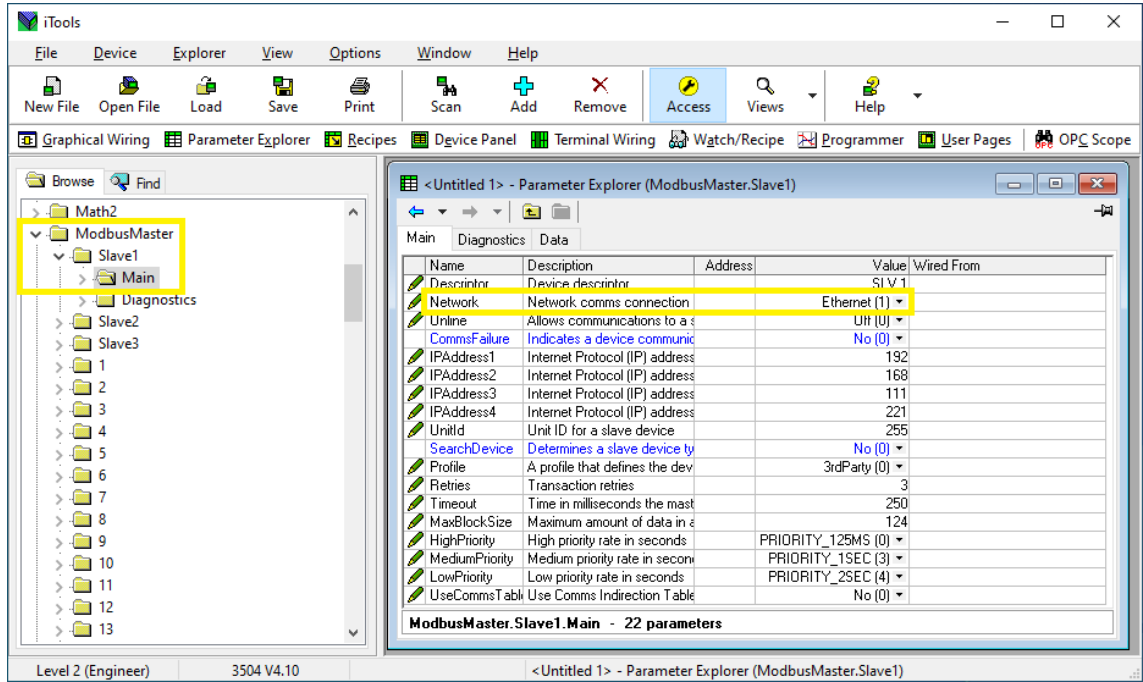 iTools
File Device Explorer View Options Window Help
New File Open File Load Save Print Scan Add Remove Access Views Help
Graphical Wiring Parameter Explorer Recipes Device Panel Terminal Wiring Watch/Recipe Programmer User Pages OPC Scope
Browse Find
Math2
ModbusMaster
Slave1
Main
Diagnostics
Slave2
Slave3
1
2
3
4
5
6
7
8
9
10
11
12
13
<Untitled 1> - Parameter Explorer (ModbusMaster.Slave1)
Main Diagnostics Data
Name Description Address Value Wired From
Descriptor Device descriptor SLV 1
Network Network comms connection Ethernet (1)
Online Allows communications to a s Off (0)
CommsFailure Indicates a device communic No (0)
IPAddress1 Internet Protocol (IP) address 192
IPAddress2 Internet Protocol (IP) address 168
IPAddress3 Internet Protocol (IP) address 111
IPAddress4 Internet Protocol (IP) address 221
UnitId Unit ID for a slave device 255
SearchDevice Determines a slave device ty No (0)
Profile A profile that defines the dev 3rdParty (0)
Retries Transaction retries 3
Timeout Time in milliseconds the mast 250
MaxBlockSize Maximum amount of data in a 124
HighPriority High priority rate in seconds PRIORITY_125MS (0)
MediumPriority Medium priority rate in secon PRIORITY_1SEC (3)
LowPriority Low priority rate in seconds PRIORITY_2SEC (4)
UseCommsTabl Use Comms Indirection Table No (0)
ModbusMaster.Slave1.Main - 22 parameters
Level 2 (Engineer) 3504 V4.10 <Untitled 1> - Parameter Explorer (ModbusMaster.Slave1)